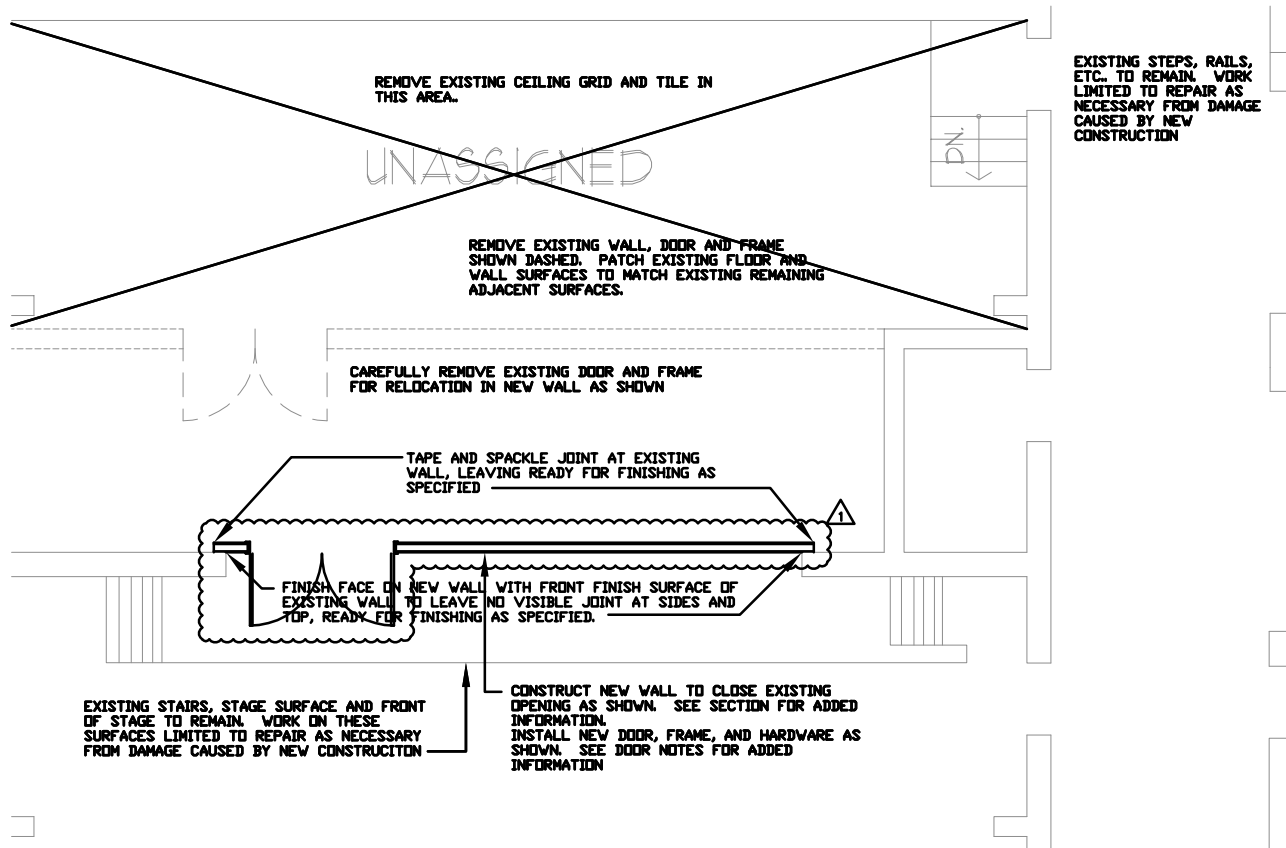 REMOVE EXISTING CEILING GRID AND TILE IN
THIS AREA..
EXISTING STEPS, RAILS,
ETC.. TO REMAIN. WORK
LIMITED TO REPAIR AS
NECESSARY FROM DAMAGE
CAUSED BY NEW
CONSTRUCTION
UNASSIGNED
DN.
REMOVE EXISTING WALL, DOOR AND FRAME
SHOWN DASHED. PATCH EXISTING FLOOR AND
WALL SURFACES TO MATCH EXISTING REMAINING
ADJACENT SURFACES.
CAREFULLY REMOVE EXISTING DOOR AND FRAME
FOR RELOCATION IN NEW WALL AS SHOWN
TAPE AND SPACKLE JOINT AT EXISTING
WALL, LEAVING READY FOR FINISHING AS
SPECIFIED
1
FINISH FACE ON NEW WALL WITH FRONT FINISH SURFACE OF
EXISTING WALL TO LEAVE NO VISIBLE JOINT AT SIDES AND
TOP, READY FOR FINISHING AS SPECIFIED.
EXISTING STAIRS, STAGE SURFACE AND FRONT
OF STAGE TO REMAIN. WORK ON THESE
SURFACES LIMITED TO REPAIR AS NECESSARY
FROM DAMAGE CAUSED BY NEW CONSTRUCITON
CONSTRUCT NEW WALL TO CLOSE EXISTING
OPENING AS SHOWN. SEE SECTION FOR ADDED
INFORMATION.
INSTALL NEW DOOR, FRAME, AND HARDWARE AS
SHOWN. SEE DOOR NOTES FOR ADDED
INFORMATION